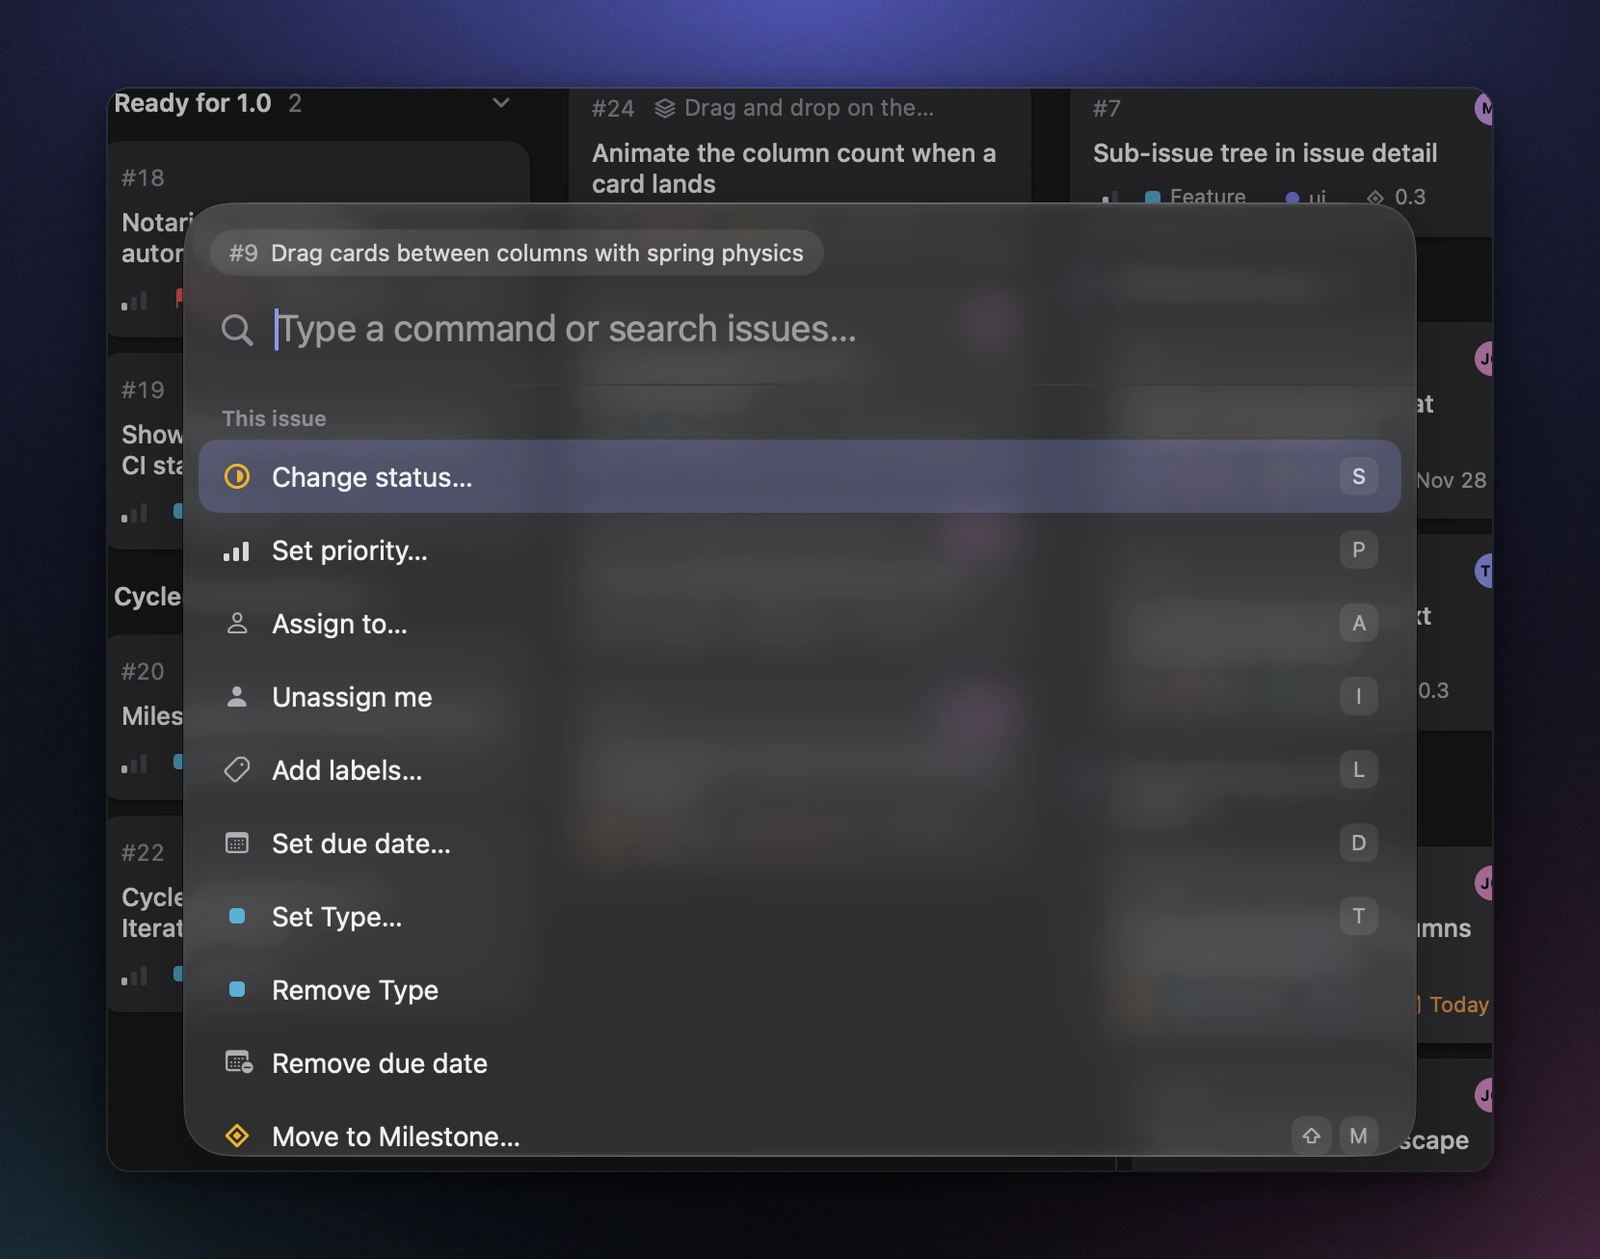 Ready for 1.0 2
#18
#19
CI
#20
#22
#24 Drag and drop on the...
Animate the column count when a
card lands
#7
M
Sub-issue tree in issue detail
Feature ui 0.3
#9 Drag cards between columns with spring physics
Type a command or search issues...
This issue
Change status... S
Set priority... P
Assign to... A
Unassign me I
Add labels... L
Set due date... D
Set Type... T
Remove Type
Remove due date
Move to Milestone... ⇧ M
Show
Cycle
Nov 28
T
0.3
Today